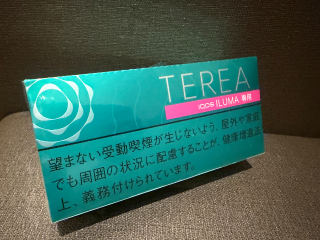 TEREA
IQOS ILUMA 専用
望まない受動喫煙が生じないよう、屋外や家庭
でも周囲の状況に配慮することが、健康増進法
上、義務付けられています。